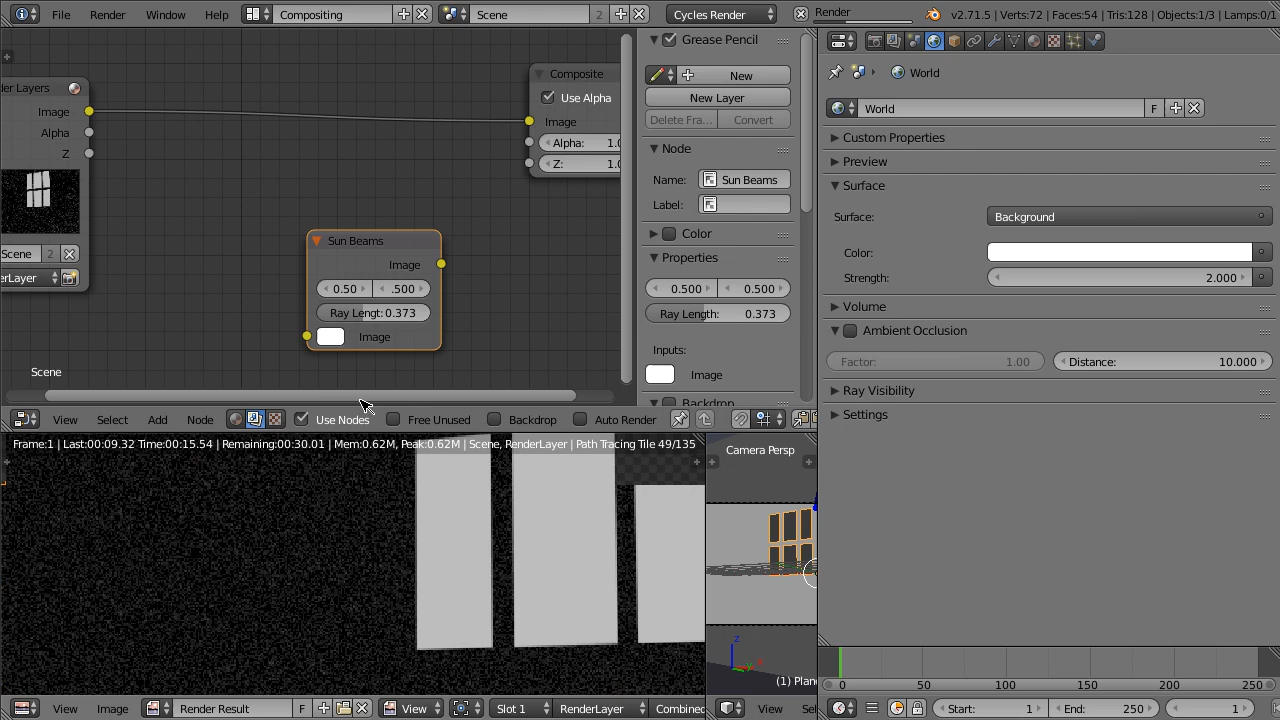 File Render Window Help Compositing Scene 2 Cycles Render Render v2.71.5 | Verts:72 | Faces:54 | Tris:128 | Objects:1/3 | Lamps:0/1
der Layers
Image
Alpha
Z
Scene 2
erLayer
Composite
Use Alpha
Image
Alpha: 1.0
Z: 1.0
Sun Beams
Image
0.50 .500
Ray Lengt: 0.373
Image
Scene
Grease Pencil
New
New Layer
Delete Fra... Convert
Node
Name: Sun Beams
Label:
Color
Properties
0.500 0.500
Ray Length: 0.373
Inputs:
Image
Backdrop
World
World F
Custom Properties
Preview
Surface
Surface: Background
Color:
Strength: 2.000
Volume
Ambient Occlusion
Factor: 1.00 Distance: 10.000
Ray Visibility
Settings
View Select Add Node Use Nodes Free Unused Backdrop Auto Render
Frame:1 | Last:00:09.32 Time:00:15.54 | Remaining:00:30.01 | Mem:0.62M, Peak:0.62M | Scene, RenderLayer | Path Tracing Tile 49/135
Camera Persp
z
y
(1) Plan
0 50 100 150 200 250
View Image Render Result F View Slot 1 RenderLayer Combined
View Sel
Start: 1 End: 250 1